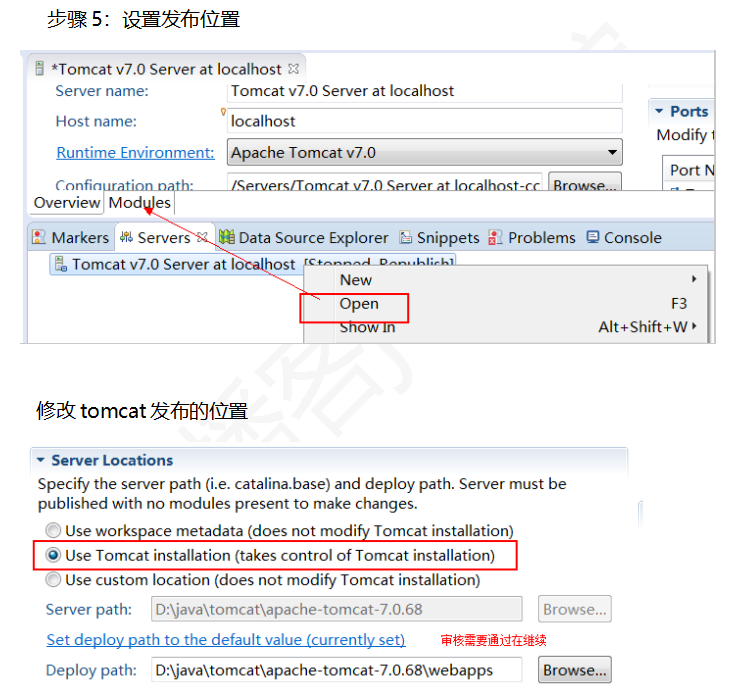 步骤 5：设置发布位置
*Tomcat v7.0 Server at localhost
Server name: Tomcat v7.0 Server at localhost
Host name: localhost
Runtime Environment: Apache Tomcat v7.0
Configuration path: /Servers/Tomcat v7.0 Server at localhost-cc Browse...
Ports
Modify t
Port N
Overview Modules
Markers Servers Data Source Explorer Snippets Problems Console
Tomcat v7.0 Server at localhost [Stopped, Republish]
New
Open F3
Show In Alt+Shift+W
修改 tomcat 发布的位置
Server Locations
Specify the server path (i.e. catalina.base) and deploy path. Server must be
published with no modules present to make changes.
Use workspace metadata (does not modify Tomcat installation)
Use Tomcat installation (takes control of Tomcat installation)
Use custom location (does not modify Tomcat installation)
Server path: D:\java\tomcat\apache-tomcat-7.0.68 Browse...
Set deploy path to the default value (currently set) 审核需要通过在继续
Deploy path: D:\java\tomcat\apache-tomcat-7.0.68\webapps Browse...